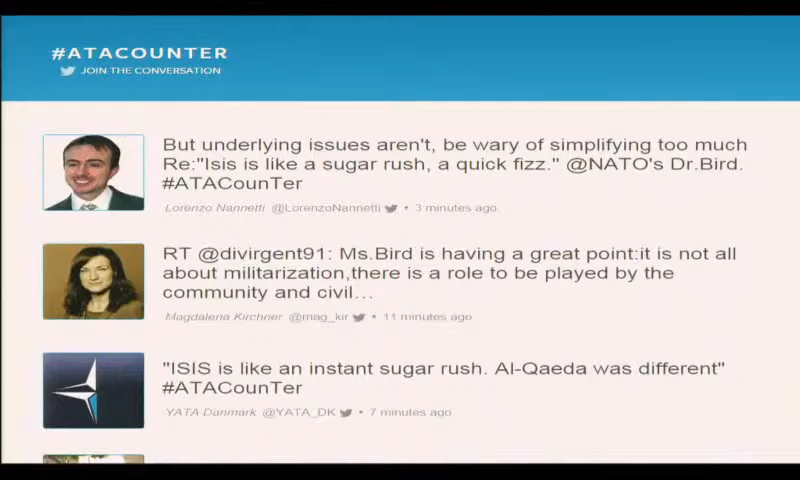 #ATACOUNTER
JOIN THE CONVERSATION
But underlying issues aren't, be wary of simplifying too much
Re:"Isis is like a sugar rush, a quick fizz." @NATO's Dr.Bird.
#ATACounTer
Lorenzo Nannetti @LorenzoNannetti • 3 minutes ago
RT @divirgent91: Ms.Bird is having a great point:it is not all
about militarization,there is a role to be played by the
community and civil…
Magdalena Kirchner @mag_kir • 11 minutes ago
"ISIS is like an instant sugar rush. Al-Qaeda was different"
#ATACounTer
YATA Danmark @YATA_DK • 7 minutes ago